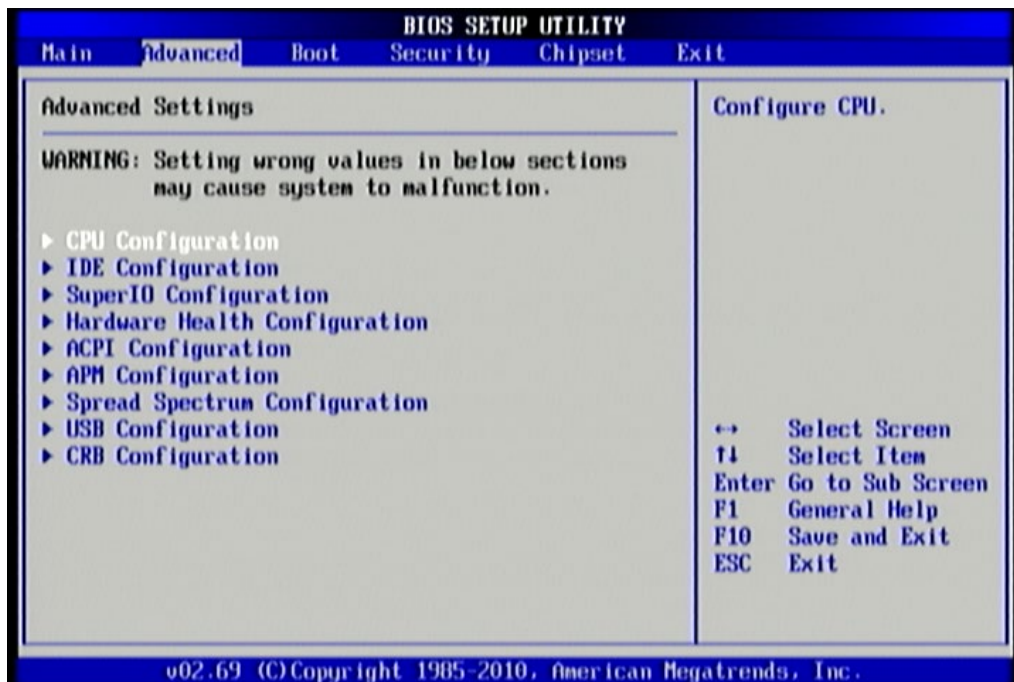 BIOS SETUP UTILITY
Main Advanced Boot Security Chipset Exit
Advanced Settings
WARNING: Setting wrong values in below sections
may cause system to malfunction.
▶ CPU Configuration
▶ IDE Configuration
▶ SuperIO Configuration
▶ Hardware Health Configuration
▶ ACPI Configuration
▶ APM Configuration
▶ Spread Spectrum Configuration
▶ USB Configuration
▶ CRB Configuration
Configure CPU.
↔ Select Screen
↑↓ Select Item
Enter Go to Sub Screen
F1 General Help
F10 Save and Exit
ESC Exit
v02.69 (C)Copyright 1985-2010, American Megatrends, Inc.